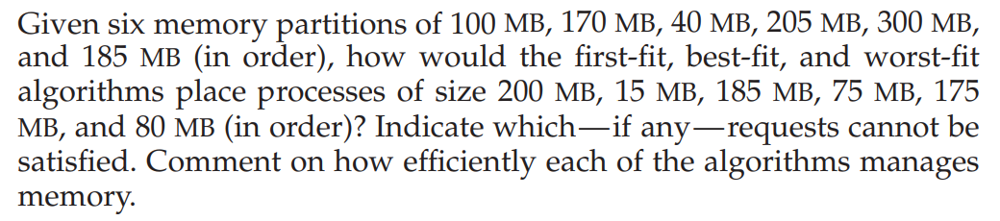 Given six memory partitions of 100 MB, 170 MB, 40 MB, 205 MB, 300 MB,
and 185 MB (in order), how would the first-fit, best-fit, and worst-fit
algorithms place processes of size 200 MB, 15 MB, 185 MB, 75 MB, 175
MB, and 80 MB (in order)? Indicate which—if any—requests cannot be
satisfied. Comment on how efficiently each of the algorithms manages
memory.